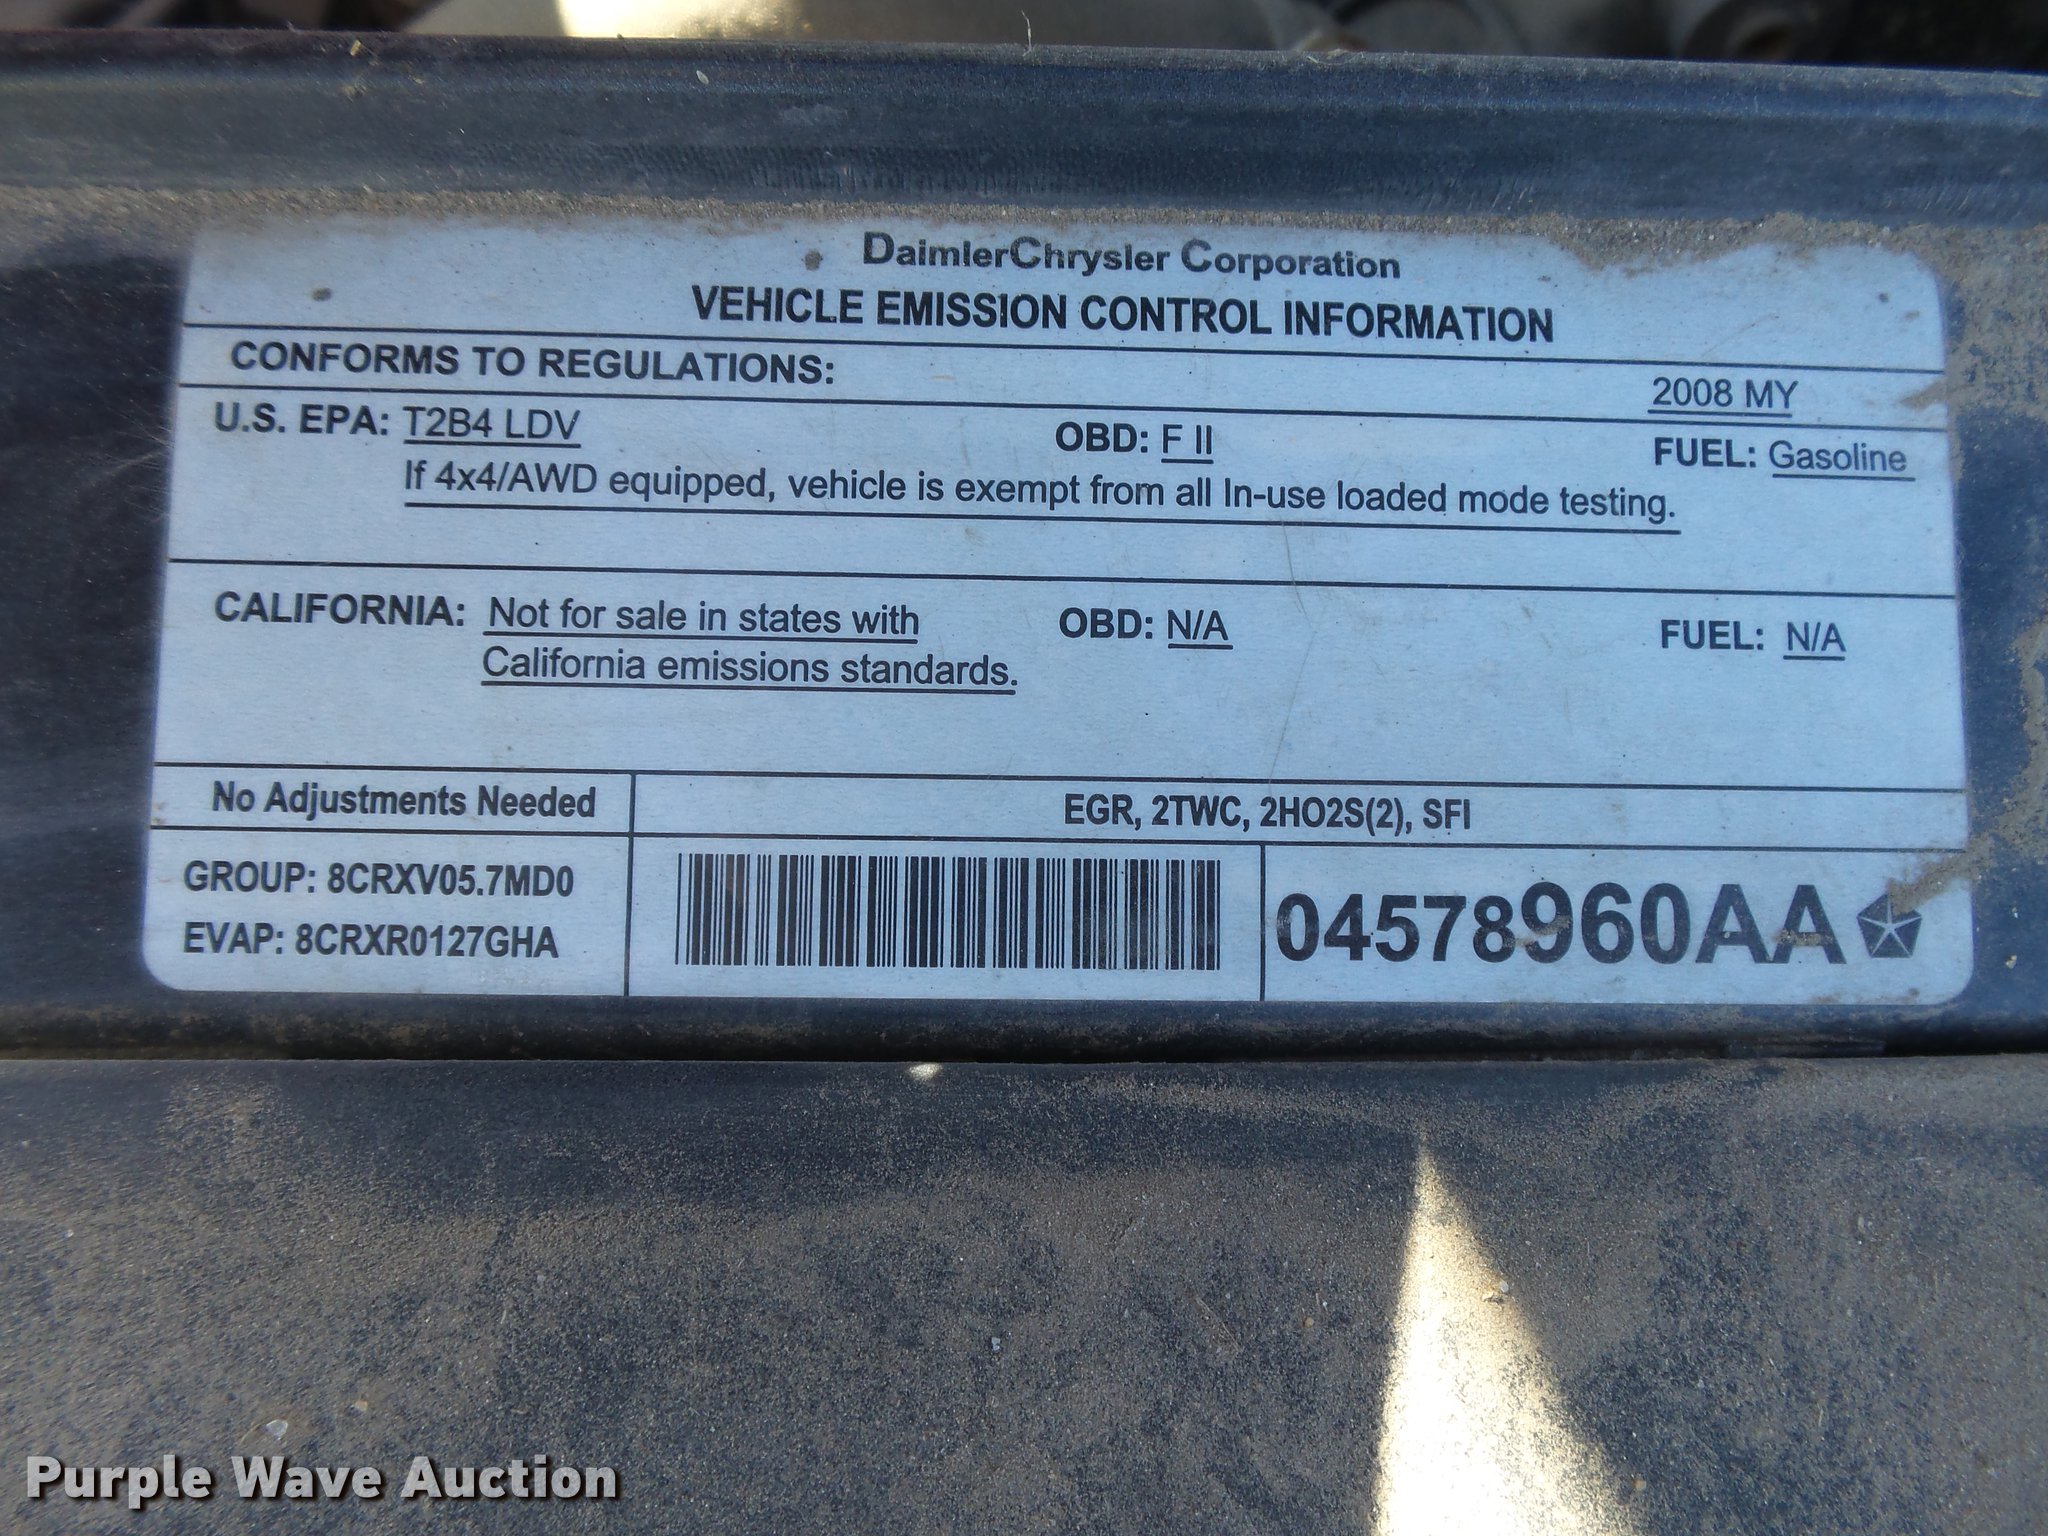 DaimlerChrysler Corporation
VEHICLE EMISSION CONTROL INFORMATION
CONFORMS TO REGULATIONS:
2008 MY
U.S. EPA: T2B4 LDV OBD: F II FUEL: Gasoline
If 4x4/AWD equipped, vehicle is exempt from all In-use loaded mode testing.
CALIFORNIA: Not for sale in states with OBD: N/A FUEL: N/A
California emissions standards.
No Adjustments Needed EGR, 2TWC, 2HO2S(2), SFI
GROUP: 8CRXV05.7MD0
EVAP: 8CRXR0127GHA
04578960AA
Purple Wave Auction